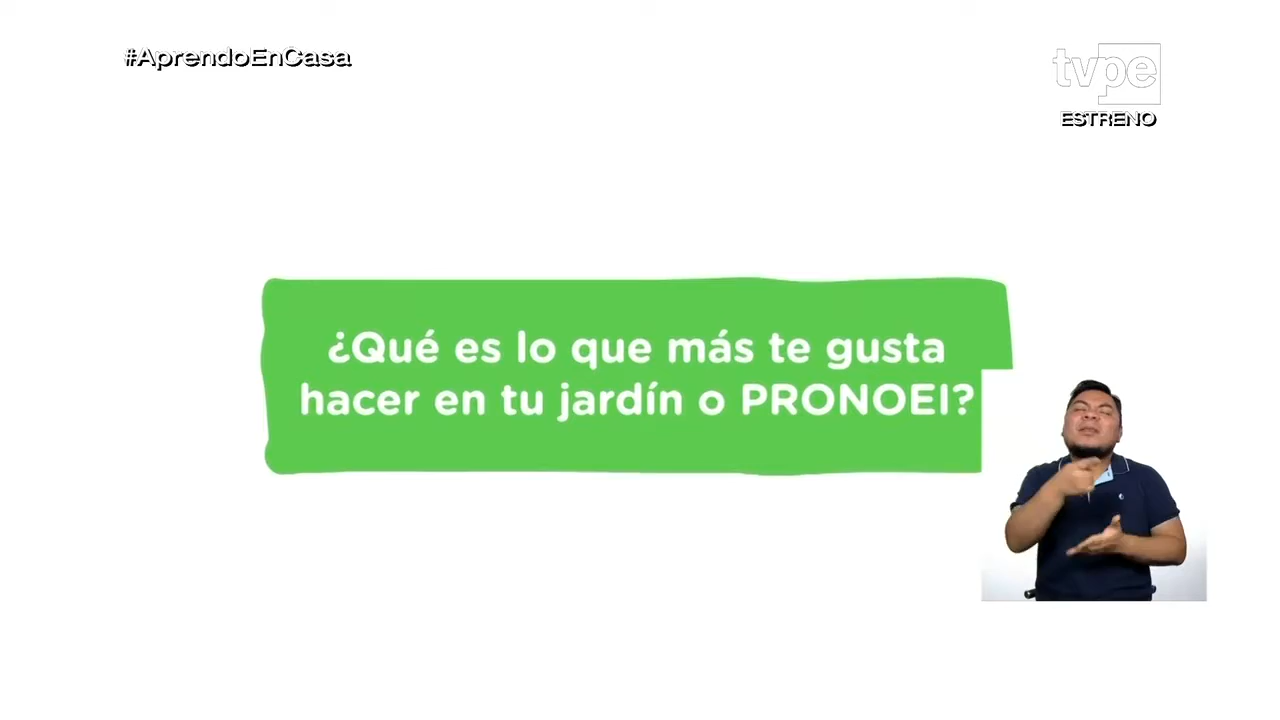 #AprendoEnCasa
tvpe
ESTRENO
¿Qué es lo que más te gusta
hacer en tu jardín o PRONOEI?